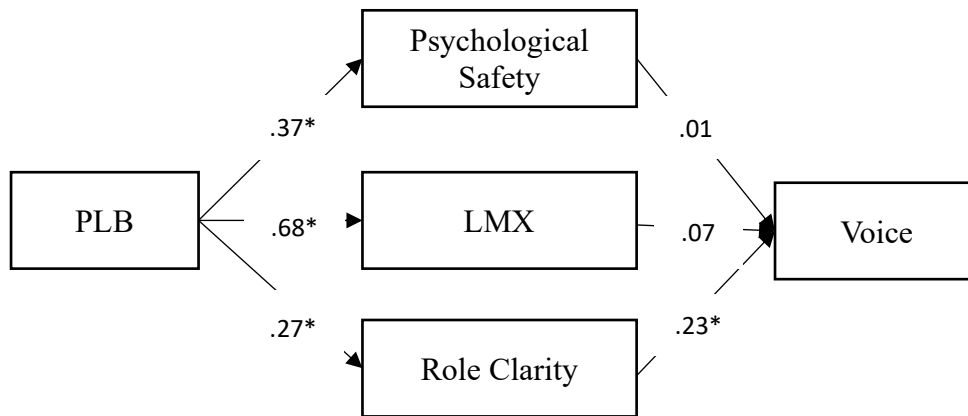 Psychological
Safety
.37*
.01
PLB
.68*
LMX
.07
Voice
.27*
.23*
Role Clarity